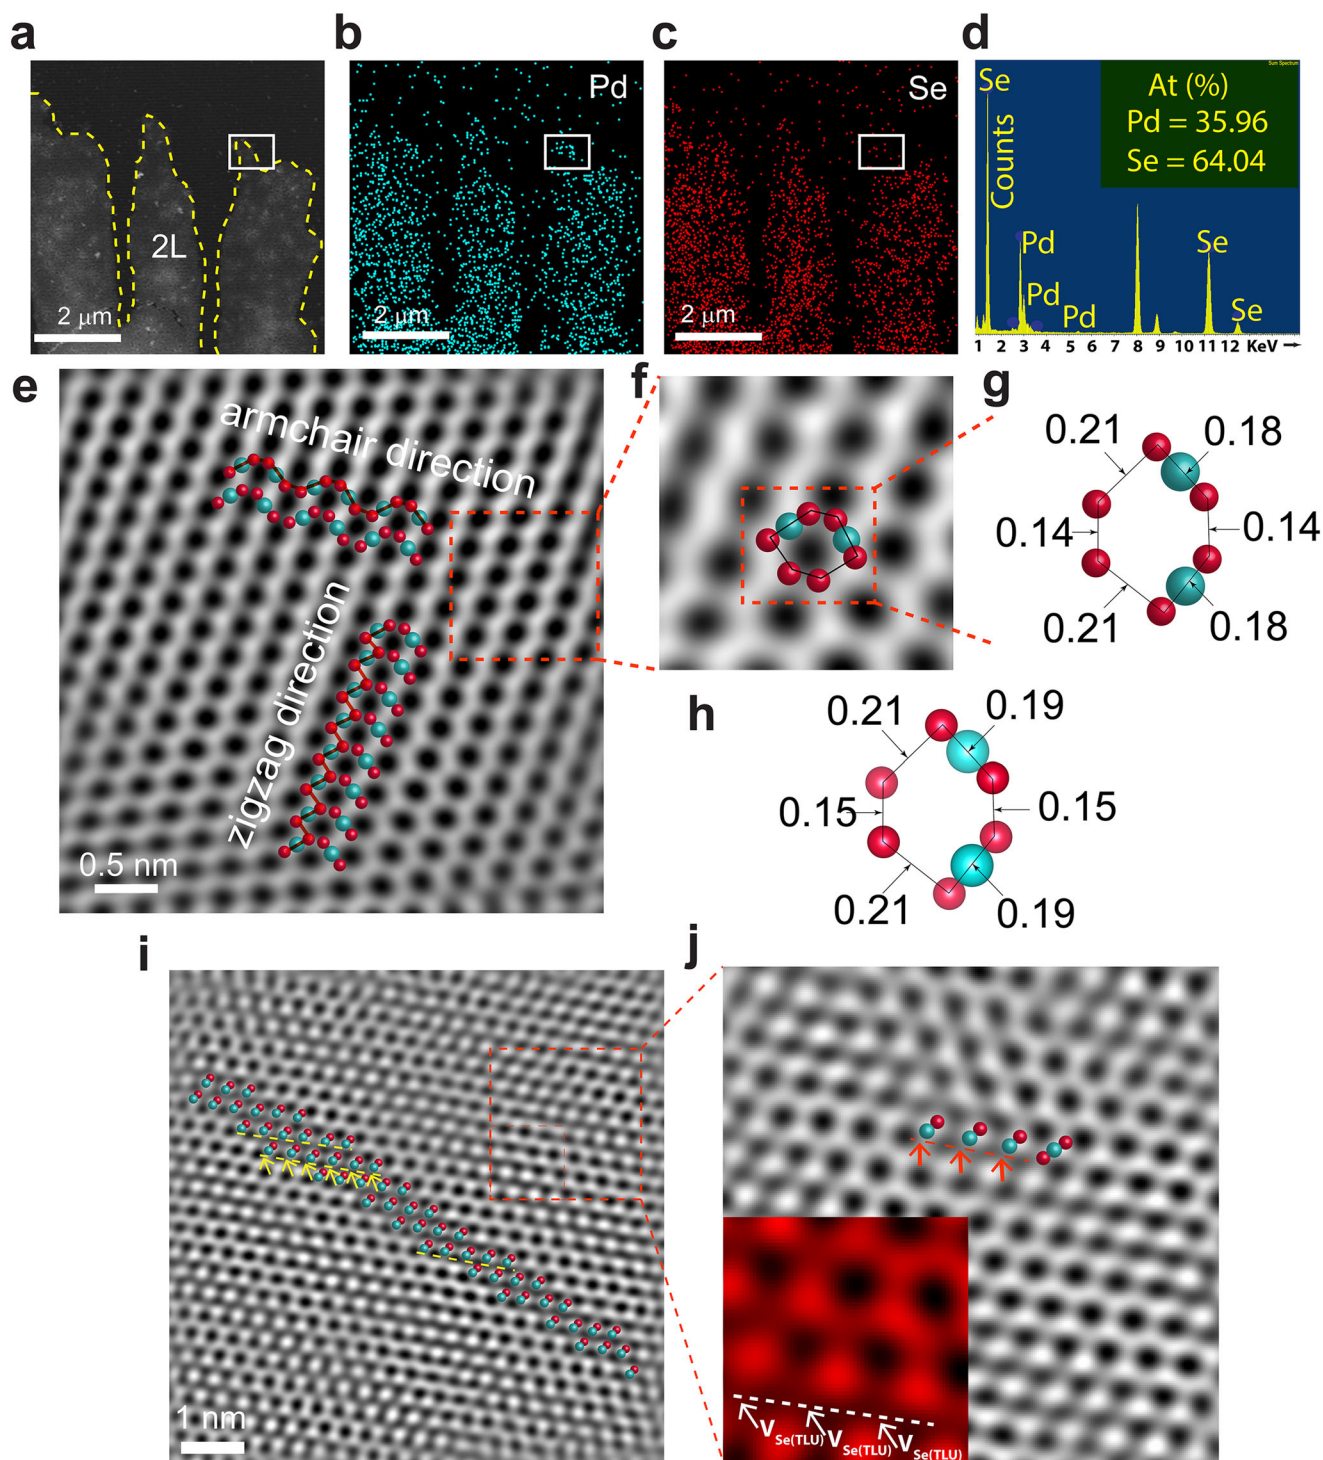 a
b
c
d
2L
2 μm
Pd
2 μm
Se
2 μm
Sum Spectrum
Se
At (%)
Pd = 35.96
Se = 64.04
Counts
Pd
Pd
Pd
Se
Se
1 2 3 4 5 6 7 8 9 10 11 12 KeV →
e
armchair direction
zigzag direction
0.5 nm
f
g
0.21
0.18
0.14
0.14
0.21
0.18
h
0.21
0.19
0.15
0.15
0.21
0.19
i
1 nm
j
VSe(TLU)
VSe(TLU)
VSe(TLU)